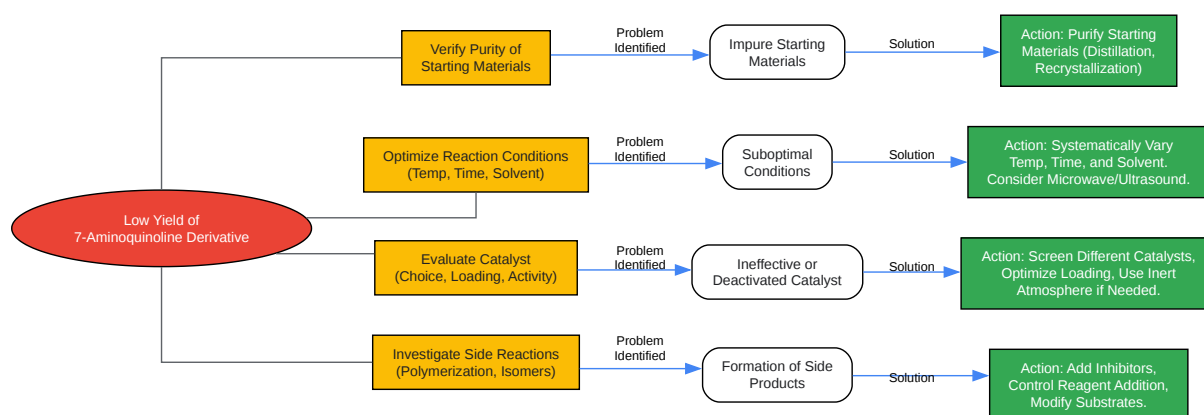 Verify Purity of
Starting Materials
Problem
Identified
Impure Starting
Materials
Solution
Action: Purify Starting
Materials (Distillation,
Recrystallization)
Optimize Reaction Conditions
(Temp, Time, Solvent)
Problem
Identified
Suboptimal
Conditions
Solution
Action: Systematically Vary
Temp, Time, and Solvent.
Consider Microwave/Ultrasound.
Low Yield of
7-Aminoquinoline Derivative
Evaluate Catalyst
(Choice, Loading, Activity)
Problem
Identified
Ineffective or
Deactivated Catalyst
Solution
Action: Screen Different Catalysts,
Optimize Loading, Use Inert
Atmosphere if Needed.
Investigate Side Reactions
(Polymerization, Isomers)
Problem
Identified
Formation of Side
Products
Solution
Action: Add Inhibitors,
Control Reagent Addition,
Modify Substrates.